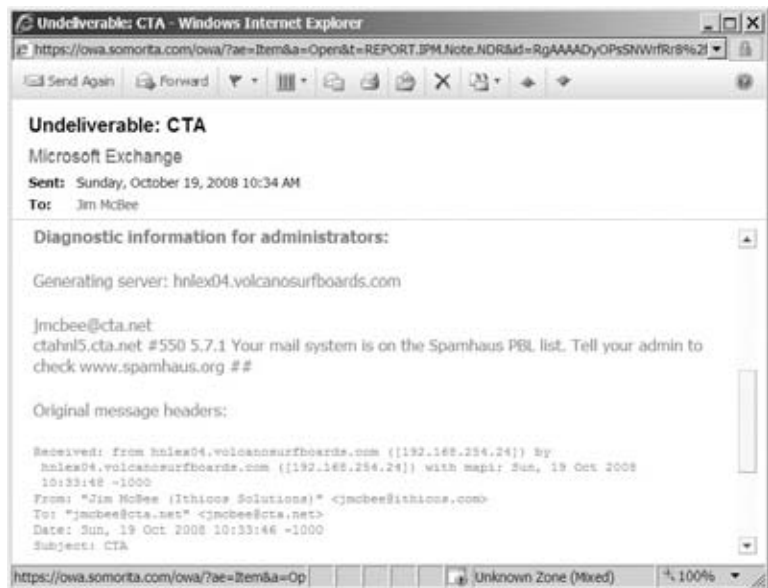 Undeliverable: CTA - Windows Internet Explorer
https://owa.somorita.com/owa/?ae=Item&a=Open&t=REPORT.IPM.Note.NDR&id=RgAAAADyOPsSNWrfRr8%2f
Send Again Forward
Undeliverable: CTA
Microsoft Exchange
Sent: Sunday, October 19, 2008 10:34 AM
To: Jim McBee
Diagnostic information for administrators:
Generating server: hnlex04.volcanosurfboards.com
jmcbee@cta.net
ctahnl5.cta.net #550 5.7.1 Your mail system is on the Spamhaus PBL list. Tell your admin to
check www.spamhaus.org ##
Original message headers:
Received: from hnlex04.volcanosurfboards.com ([192.168.254.24]) by
hnlex04.volcanosurfboards.com ([192.168.254.24]) with mapi; Sun, 19 Oct 2008
10:33:48 -1000
From: "Jim McBee (Ithicos Solutions)" <jmcbee@ithicos.com>
To: "jmcbee@cta.net" <jmcbee@cta.net>
Date: Sun, 19 Oct 2008 10:33:46 -1000
Subject: CTA
https://owa.somorita.com/owa/?ae=Item&a=Op Unknown Zone (Mixed) 100%